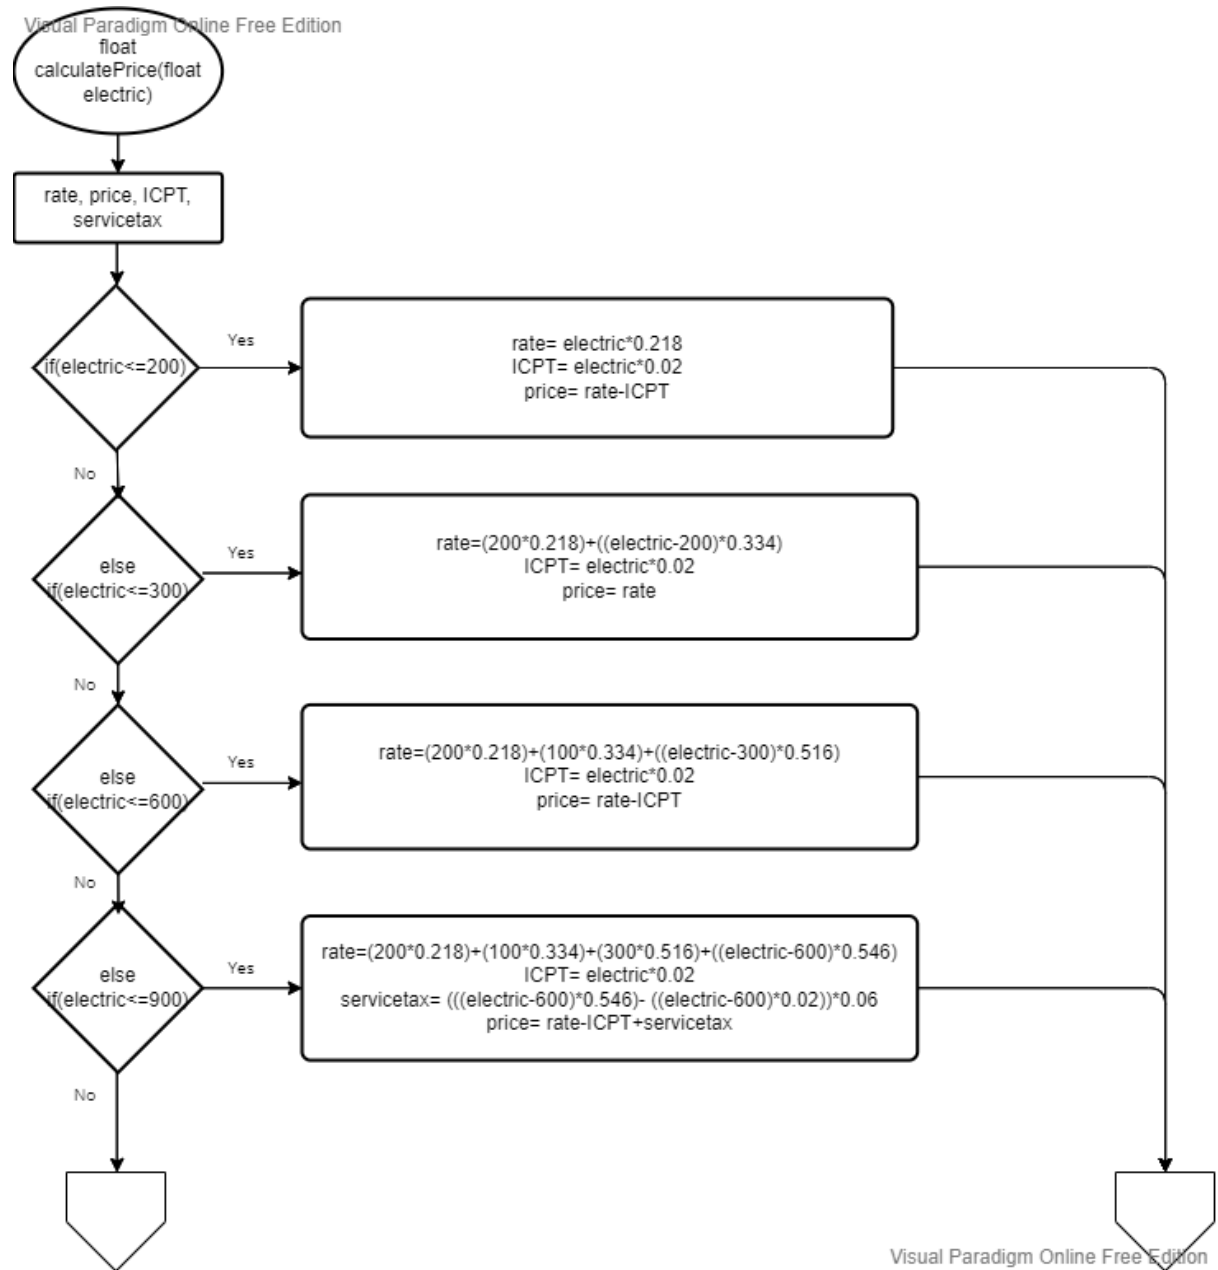 Visual Paradigm Online Free Edition
float
calculatePrice(float
electric)
rate, price, ICPT,
servicetax
if(electric<=200)
Yes
rate= electric*0.218
ICPT= electric*0.02
price= rate-ICPT
No
else
if(electric<=300)
Yes
rate=(200*0.218)+((electric-200)*0.334)
ICPT= electric*0.02
price= rate
No
else
if(electric<=600)
Yes
rate=(200*0.218)+(100*0.334)+((electric-300)*0.516)
ICPT= electric*0.02
price= rate-ICPT
No
else
if(electric<=900)
Yes
rate=(200*0.218)+(100*0.334)+(300*0.516)+((electric-600)*0.546)
ICPT= electric*0.02
servicetax= (((electric-600)*0.546)- ((electric-600)*0.02))*0.06
price= rate-ICPT+servicetax
No
Visual Paradigm Online Free Edition